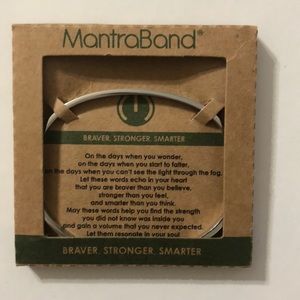 MantraBand®
BRAVER. STRONGER. SMARTER
On the days when you wonder,
on the days when you start to falter,
on the days when you can't see the light through the fog.
Let these words echo in your heart
that you are braver than you believe,
stronger than you feel,
and smarter than you think.
May these words help you find the strength
you did not know was inside you
and gain a volume that you never knew existed.
Let them resonate in your soul
BRAVER. STRONGER. SMARTER